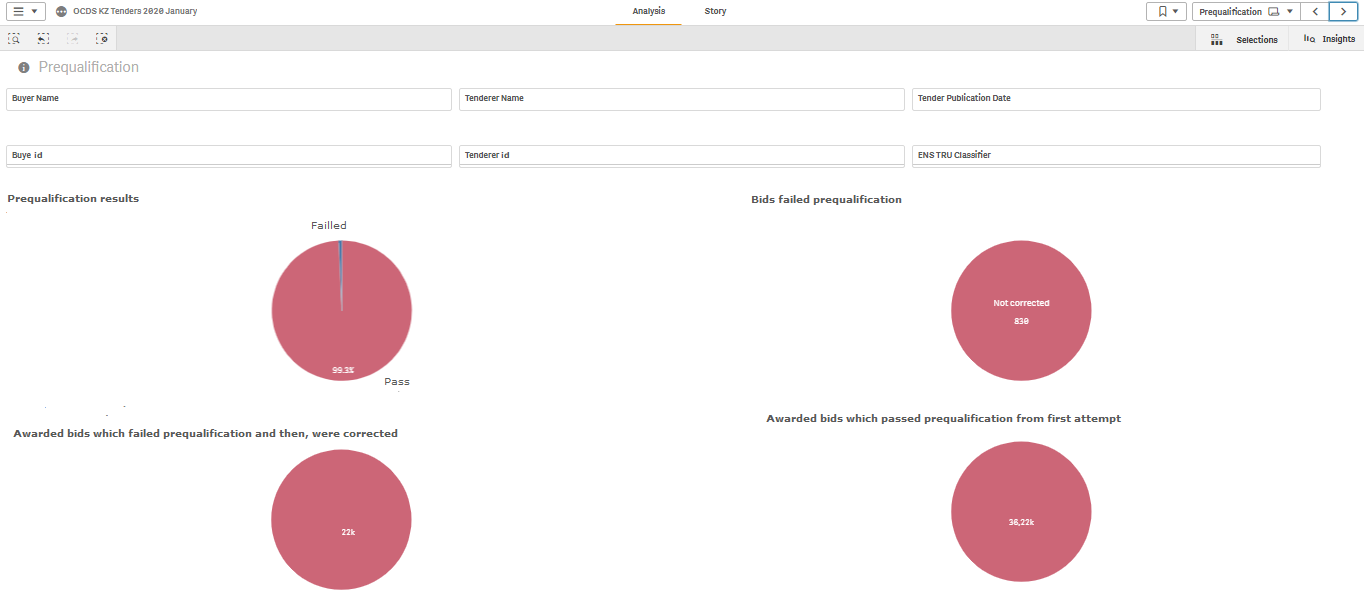 OCDS KZ Tenders 2020 January
Analysis
Story
Prequalification
Selections
Insights
Prequalification
Buyer Name
Tenderer Name
Tender Publication Date
Buye id
Tenderer id
ENS TRU Classifier
Prequalification results
Bids failed prequalification
Failled
Not corrected
830
99.3%
Pass
Awarded bids which failed prequalification and then, were corrected
Awarded bids which passed prequalification from first attempt
22k
36,22k